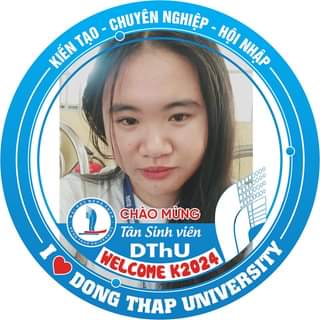 KIẾN TẠO - CHUYÊN NGHIỆP - HỘI NHẬP
CHÀO MỪNG
Tân Sinh viên
DThU
WELCOME K2024
I ❤ DONG THAP UNIVERSITY